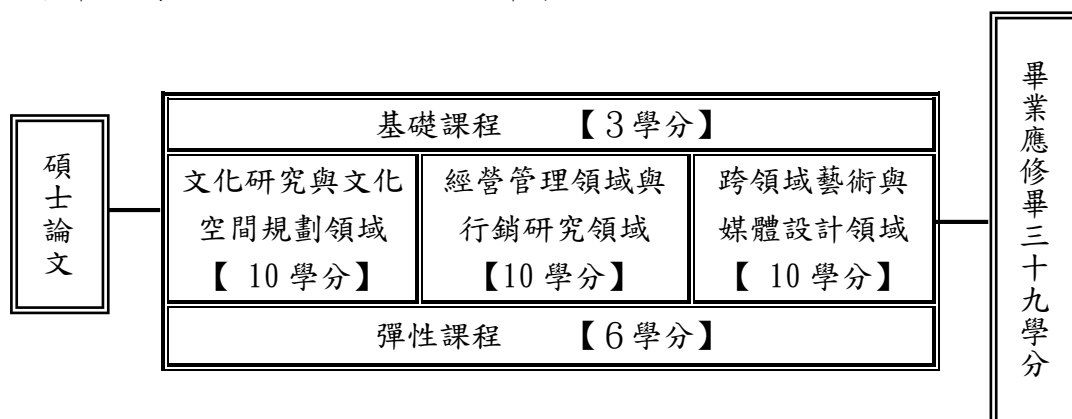 碩士論文
基礎課程 【3學分】
文化研究與文化
空間規劃領域
【 10 學分】
經營管理領域與
行銷研究領域
【10 學分】
跨領域藝術與
媒體設計領域
【 10 學分】
彈性課程 【6學分】
畢業應修畢三十九學分